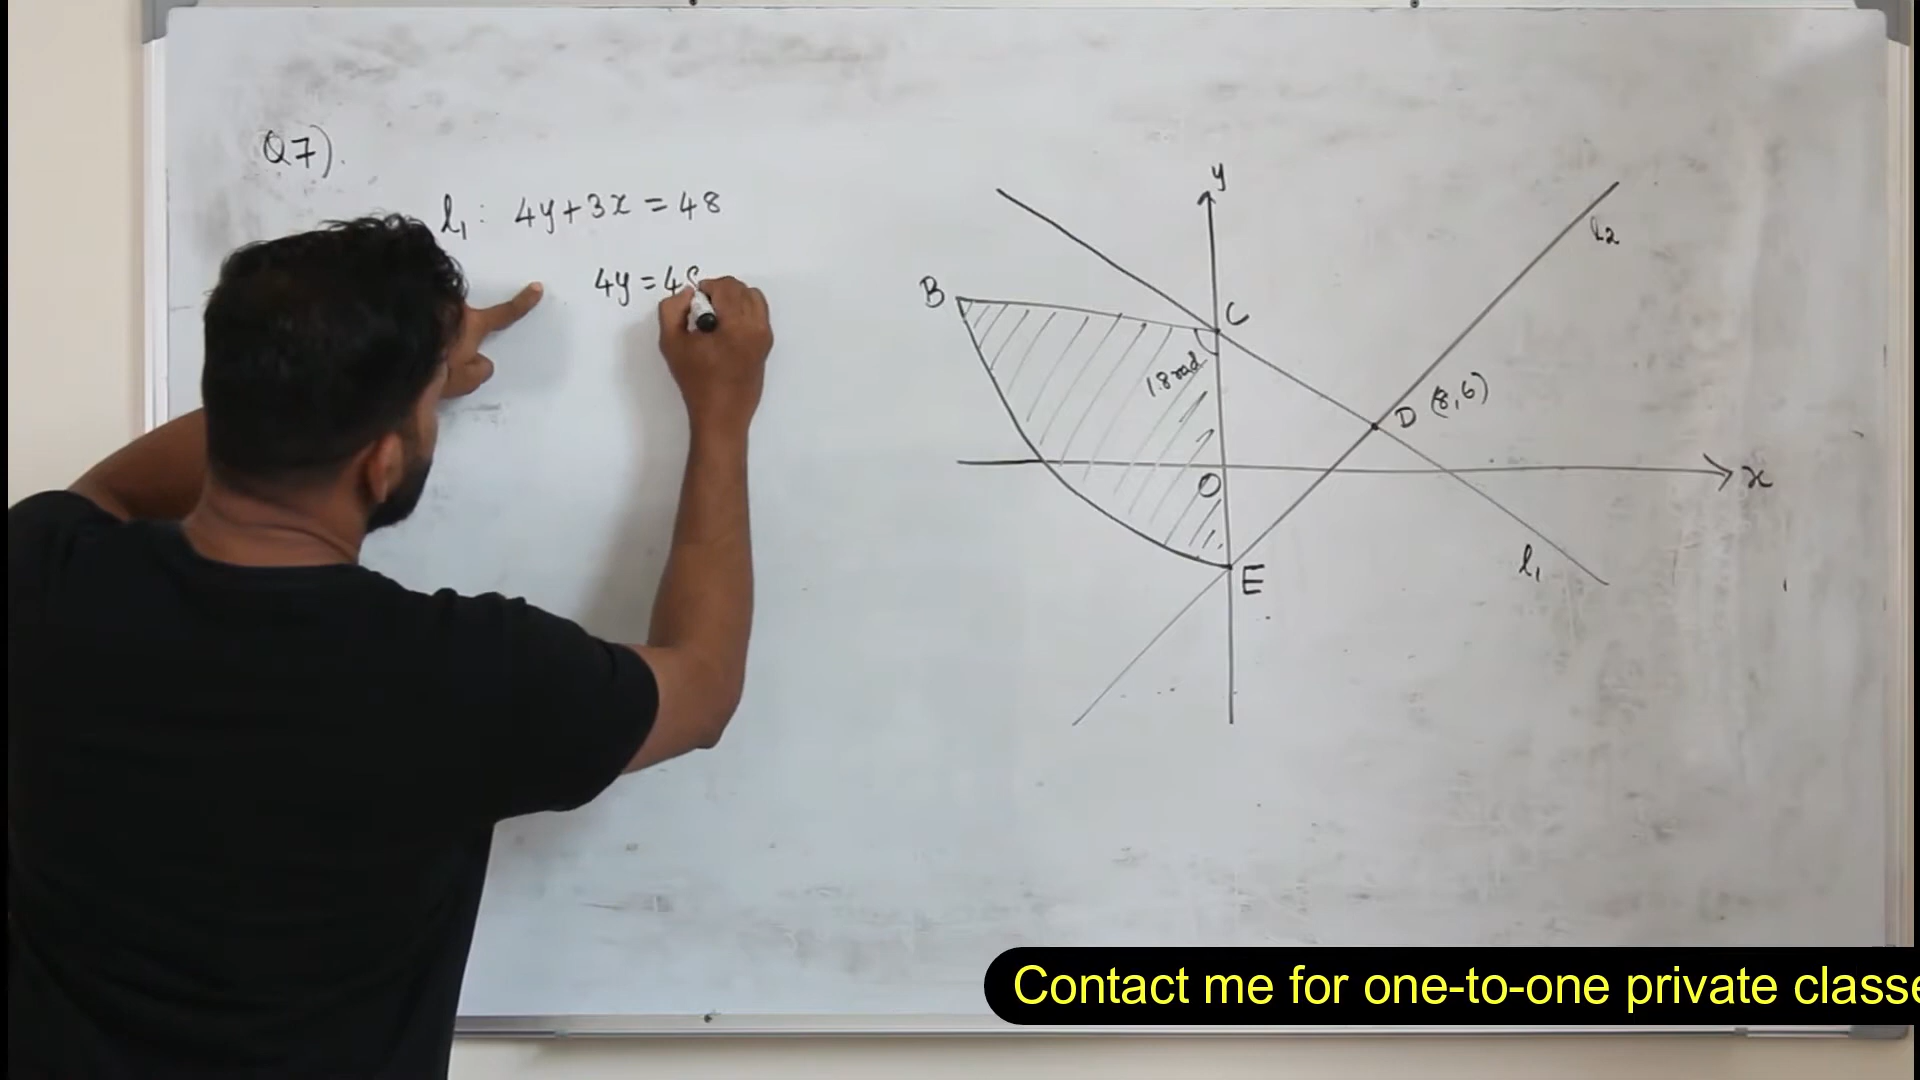 Q7).
l₁: 4y+3x = 48
4y = 48
y
l₂
B
C
1.8 rad
D (8,6)
O
x
l₁
E
Contact me for one-to-one private classe